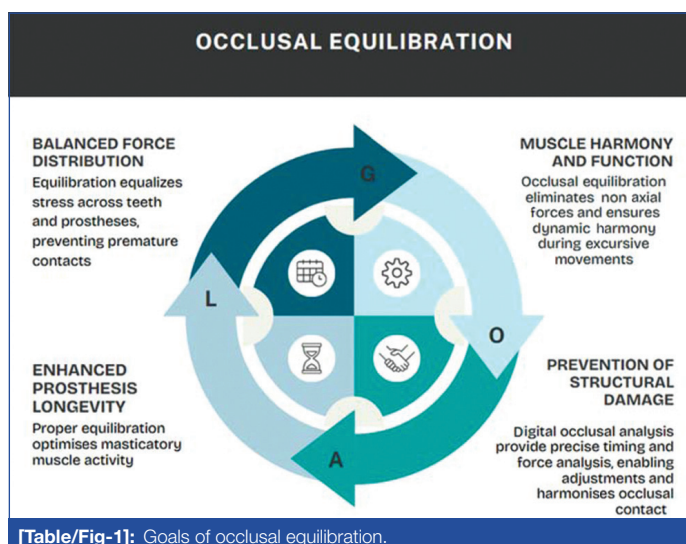 OCCLUSAL EQUILIBRATION
BALANCED FORCE
DISTRIBUTION
Equilibration equalizes
stress across teeth
and prostheses,
preventing premature
contacts
MUSCLE HARMONY
AND FUNCTION
Occlusal equilibration
eliminates non axial
forces and ensures
dynamic harmony
during excursive
movements
G
O
A
L
ENHANCED
PROSTHESIS
LONGEVITY
Proper equilibration
optimises masticatory
muscle activity
PREVENTION OF
STRUCTURAL
DAMAGE
Digital occlusal analysis
provide precise timing and
force analysis, enabling
adjustments and
harmonises occlusal
contact
[Table/Fig-1]: Goals of occlusal equilibration.